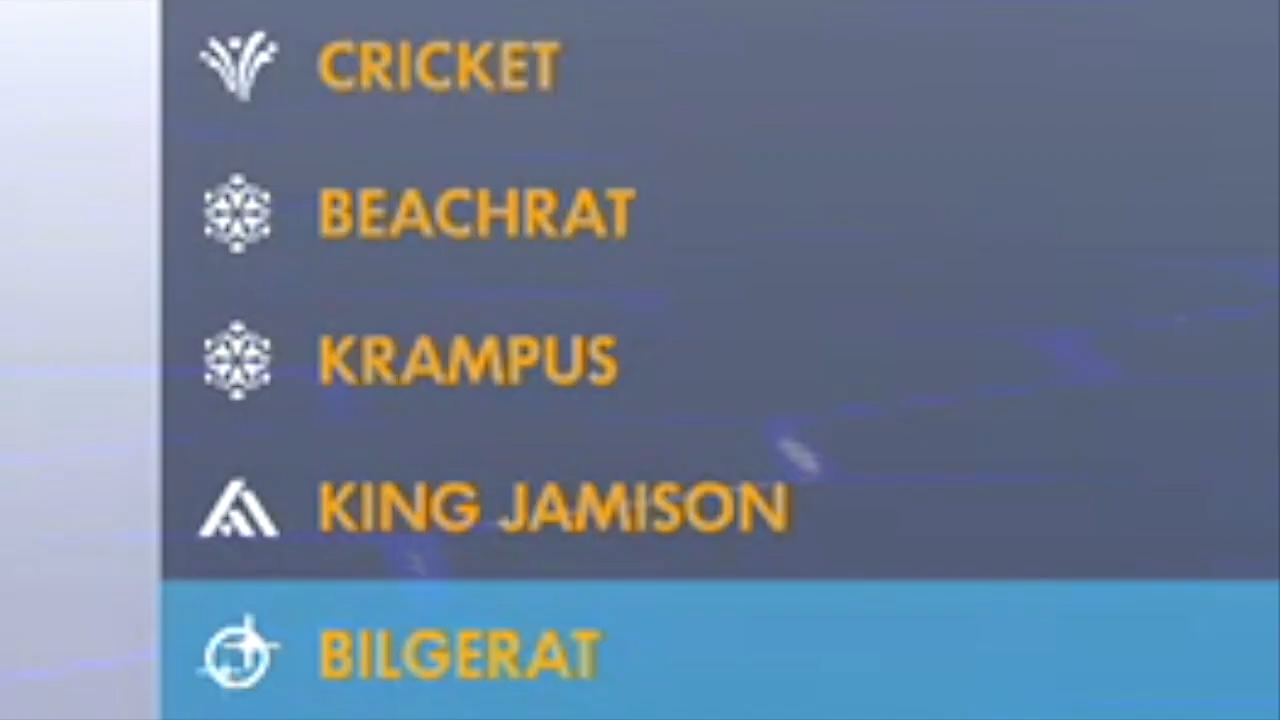 CRICKET
BEACHRAT
KRAMPUS
KING JAMISON
BILGERAT